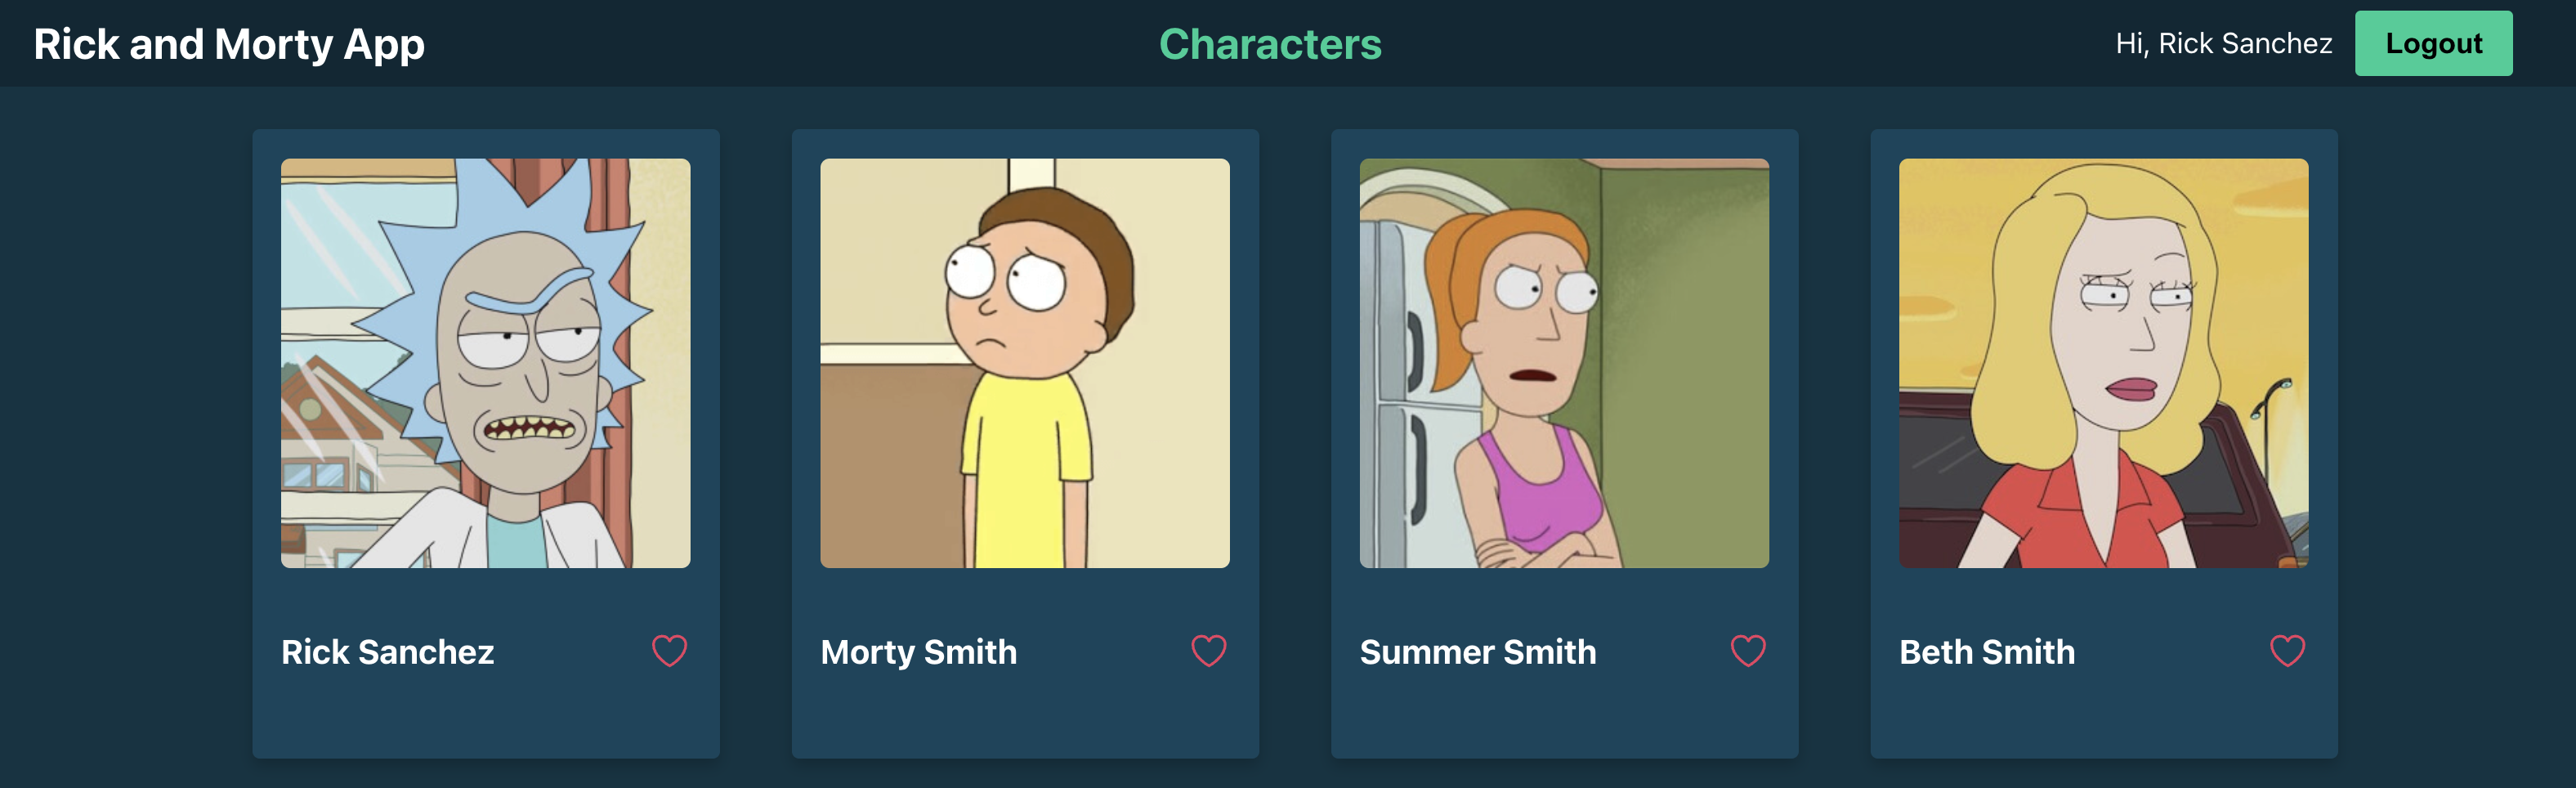 Rick and Morty App
Characters
Hi, Rick Sanchez
Logout
Rick Sanchez
Morty Smith
Summer Smith
Beth Smith